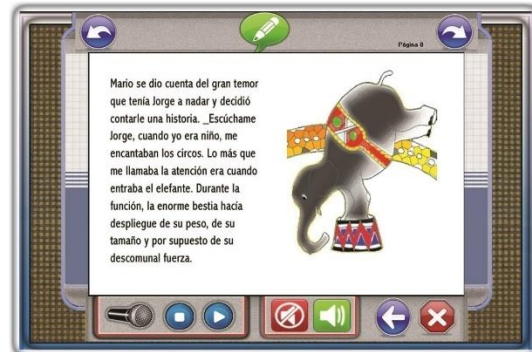 Página 8
Mario se dio cuenta del gran temor
que tenía Jorge a nadar y decidió
contarle una historia. _Escúchame
Jorge, cuando yo era niño, me
encantaban los circos. Lo más que
me llamaba la atención era cuando
entraba el elefante. Durante la
función, la enorme bestia hacía
despliegue de su peso, de su
tamaño y por supuesto de su
descomunal fuerza.